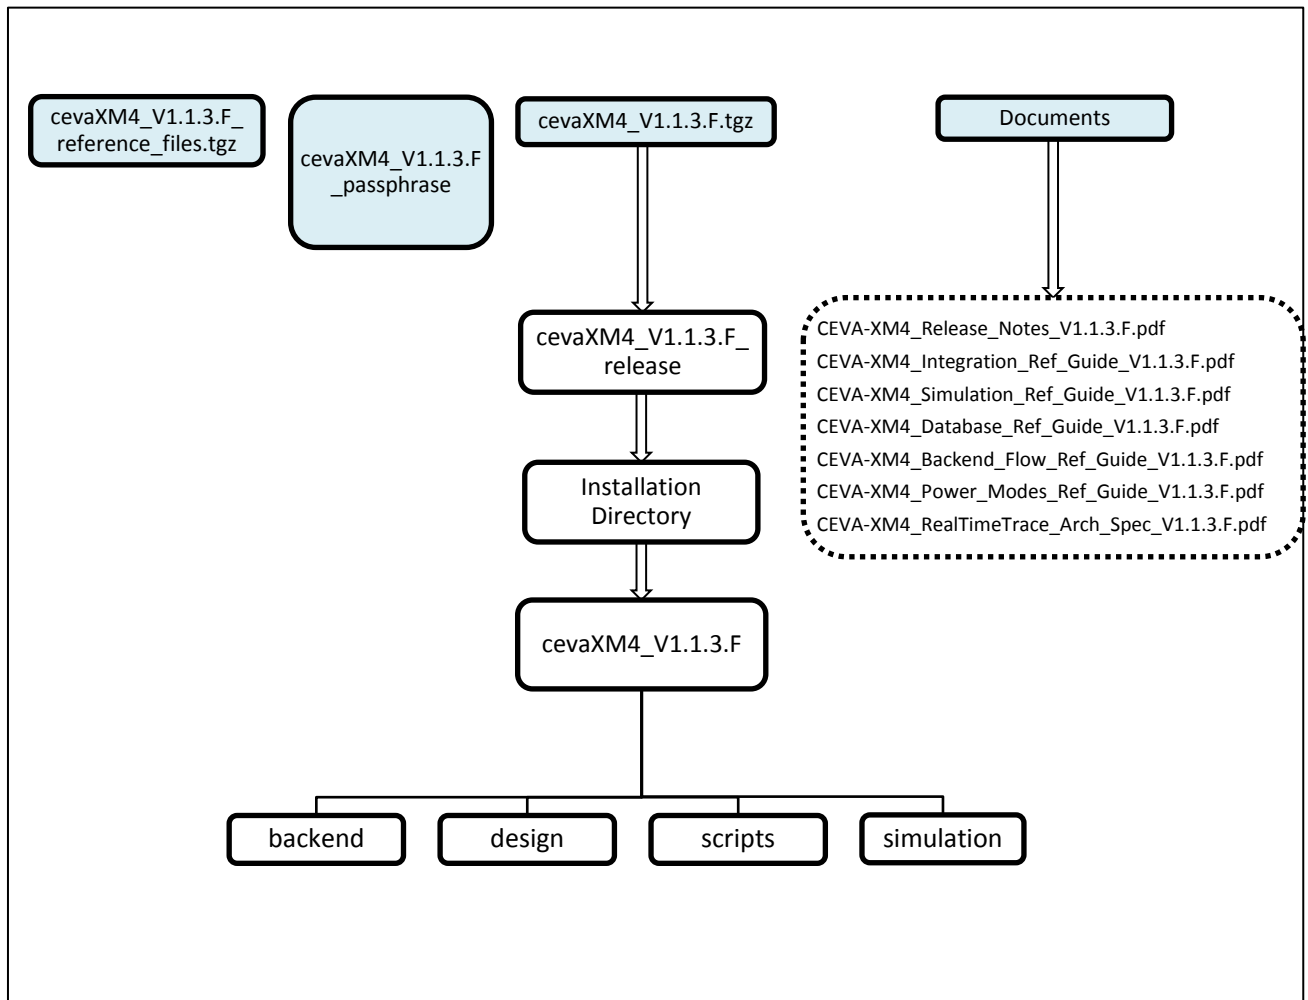 cevaXM4_V1.1.3.F_
reference_files.tgz
cevaXM4_V1.1.3.F
_passphrase
cevaXM4_V1.1.3.F.tgz
Documents
cevaXM4_V1.1.3.F_
release
Installation
Directory
cevaXM4_V1.1.3.F
CEVA-XM4_Release_Notes_V1.1.3.F.pdf
CEVA-XM4_Integration_Ref_Guide_V1.1.3.F.pdf
CEVA-XM4_Simulation_Ref_Guide_V1.1.3.F.pdf
CEVA-XM4_Database_Ref_Guide_V1.1.3.F.pdf
CEVA-XM4_Backend_Flow_Ref_Guide_V1.1.3.F.pdf
CEVA-XM4_Power_Modes_Ref_Guide_V1.1.3.F.pdf
CEVA-XM4_RealTimeTrace_Arch_Spec_V1.1.3.F.pdf
backend
design
scripts
simulation